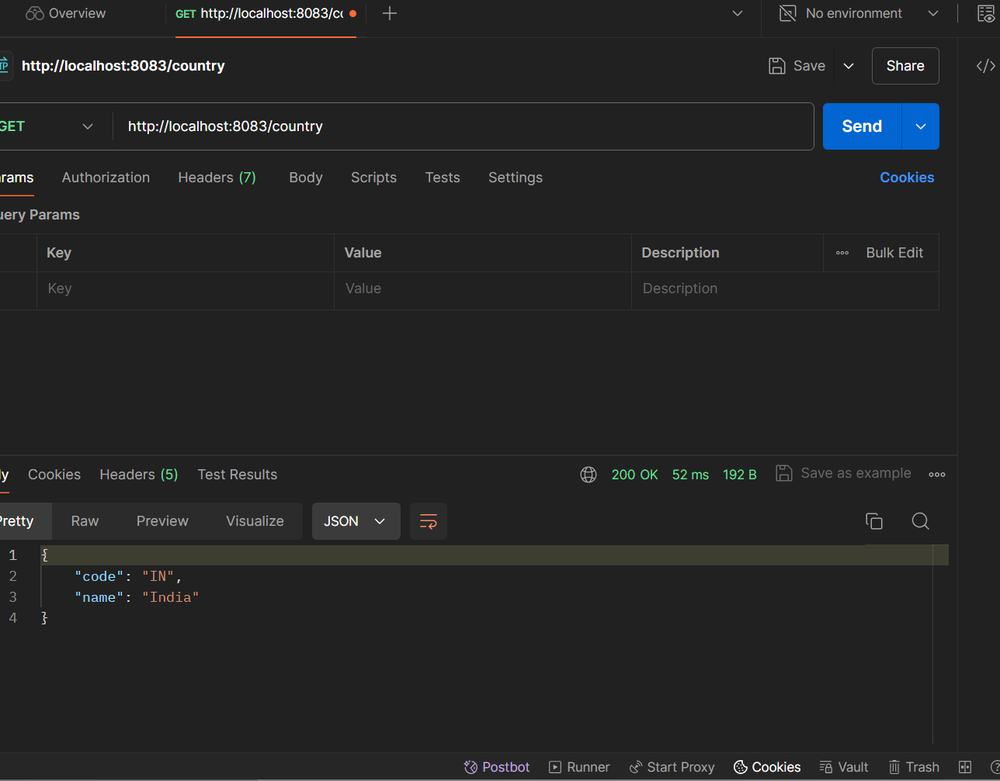 Overview
GET http://localhost:8083/cc
No environment
http://localhost:8083/country
Save
Share
GET
http://localhost:8083/country
Send
rams
Authorization
Headers (7)
Body
Scripts
Tests
Settings
Cookies
uery Params
Key
Value
Description
Bulk Edit
Key
Value
Description
ly
Cookies
Headers (5)
Test Results
200 OK
52 ms
192 B
Save as example
Pretty
Raw
Preview
Visualize
JSON
1 {
2 "code": "IN",
3 "name": "India"
4 }
Postbot
Runner
Start Proxy
Cookies
Vault
Trash